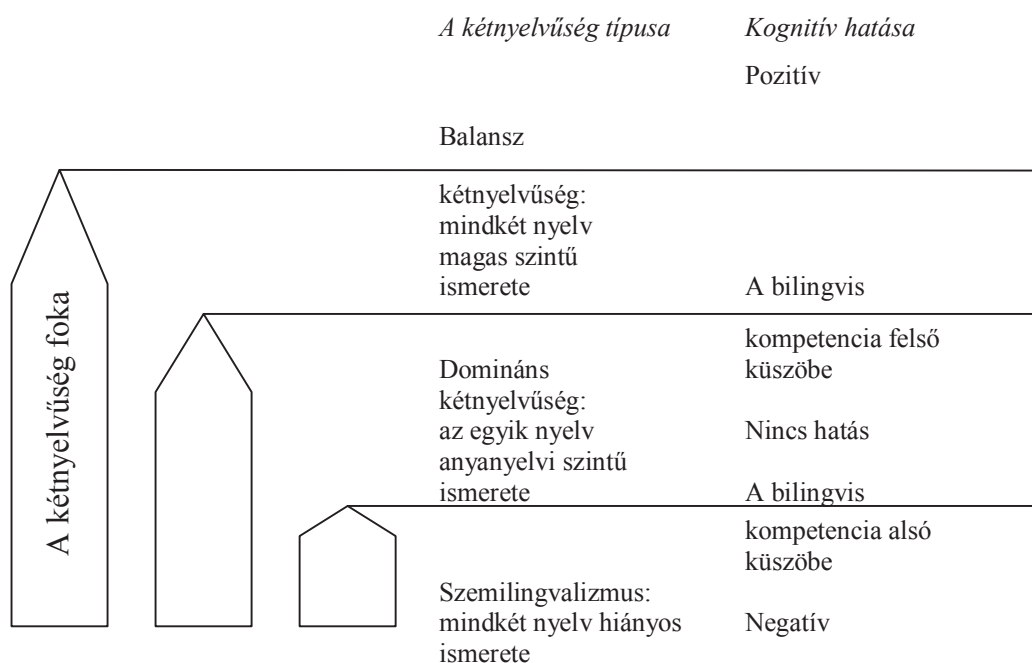 A kétnyelvűség típusa
Kognitív hatása
Pozitív
Balansz
kétnyelvűség:
mindkét nyelv
magas szintű
ismerete
A bilingvis
kompetencia felső
küszöbe
Domináns
kétnyelvűség:
az egyik nyelv
anyanyelvi szintű
ismerete
Nincs hatás
A bilingvis
kompetencia alsó
küszöbe
Szemilingvalizmus:
mindkét nyelv hiányos
ismerete
Negatív
A kétnyelvűség foka